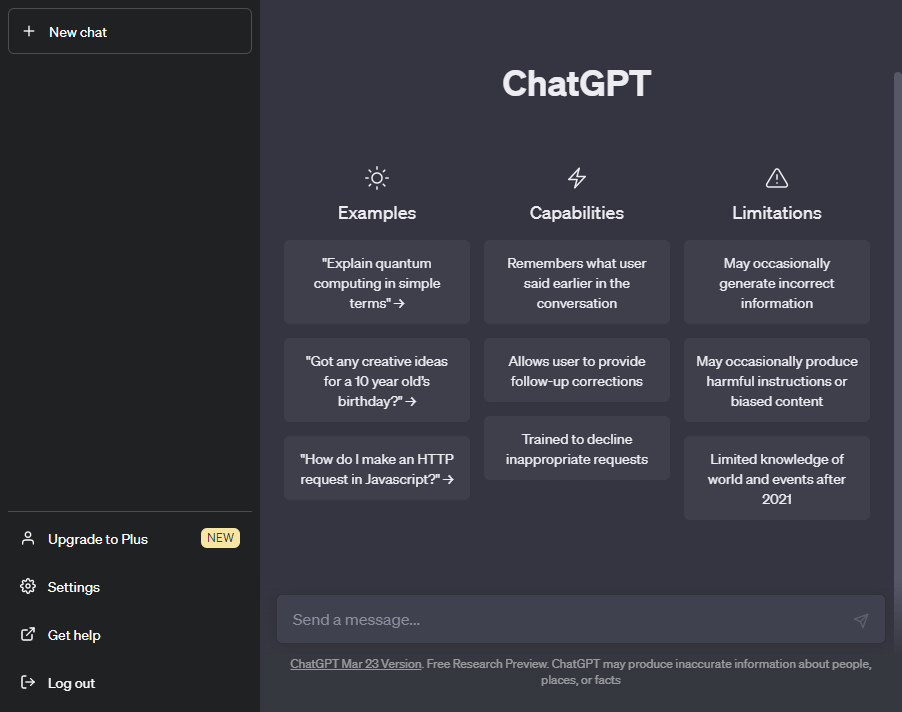 New chat
Upgrade to Plus NEW
Settings
Get help
Log out
ChatGPT
Examples
"Explain quantum
computing in simple
terms" →
"Got any creative ideas
for a 10 year old's
birthday?" →
"How do I make an HTTP
request in Javascript?" →
Capabilities
Remembers what user
said earlier in the
conversation
Allows user to provide
follow-up corrections
Trained to decline
inappropriate requests
Limitations
May occasionally
generate incorrect
information
May occasionally produce
harmful instructions or
biased content
Limited knowledge of
world and events after
2021
Send a message...
ChatGPT Mar 23 Version. Free Research Preview. ChatGPT may produce inaccurate information about people,
places, or facts